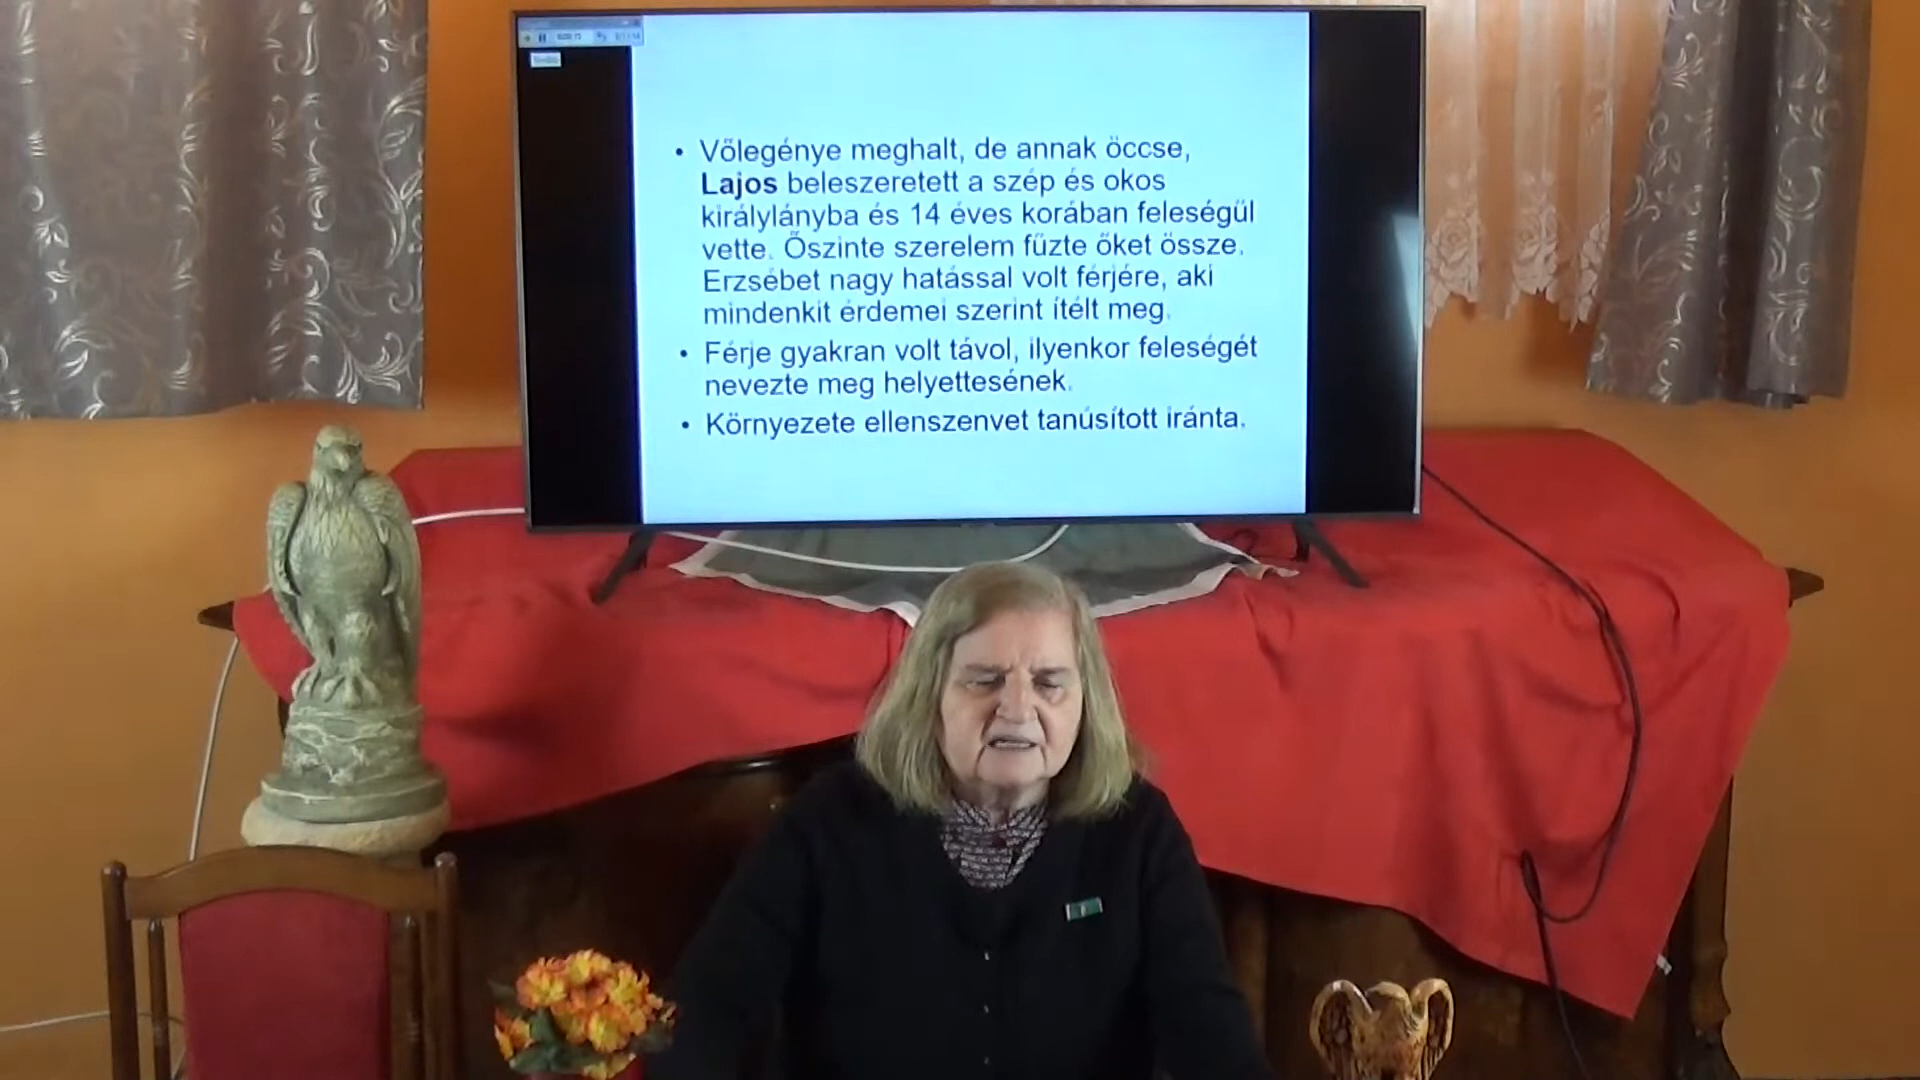 • Vőlegénye meghalt, de annak öccse,
Lajos beleszeretett a szép és okos
királylányba és 14 éves korában feleségül
vette. Őszinte szerelem fűzte őket össze.
Erzsébet nagy hatással volt férjére, aki
mindenkit érdemei szerint ítélt meg.
• Férje gyakran volt távol, ilyenkor feleségét
nevezte meg helyettesének.
• Környezete ellenszenvet tanúsított iránta.